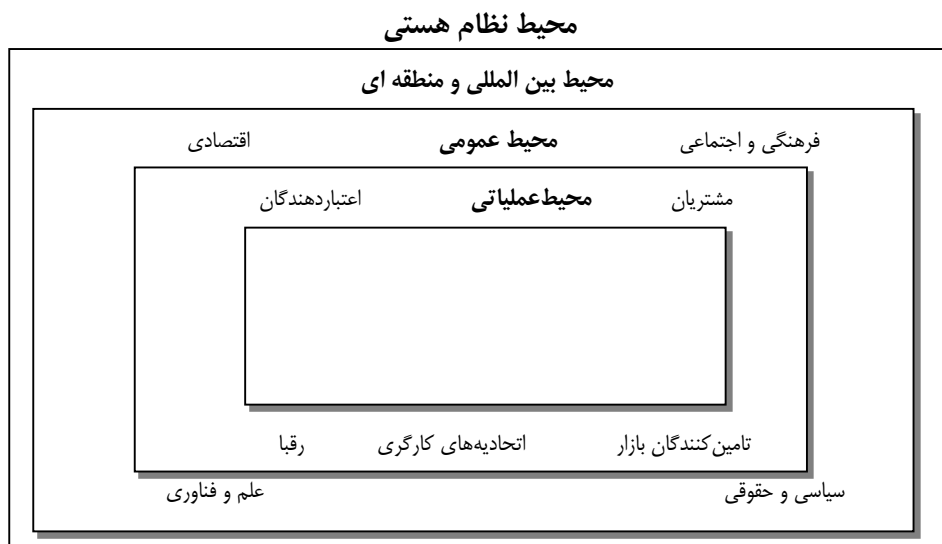 محیط نظام هستی
محیط بین المللی و منطقه ای
فرهنگی و اجتماعی محیط عمومی اقتصادی
مشتریان محیط‌عملیاتی اعتباردهندگان
تامین‌کنندگان بازار اتحادیه‌های کارگری رقبا
سیاسی و حقوقی علم و فناوری